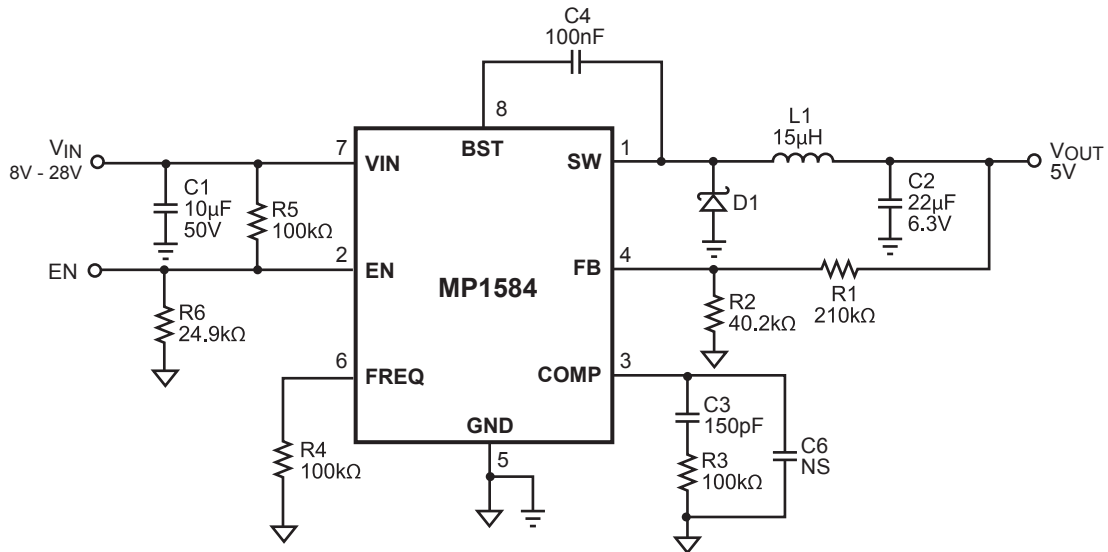 C4
100nF
8
BST
VIN
8V - 28V
7
VIN
SW
1
L1
15µH
VOUT
5V
C1
10µF
50V
R5
100kΩ
D1
C2
22µF
6.3V
EN
2
EN
MP1584
FB
4
R1
210kΩ
R2
40.2kΩ
R6
24.9kΩ
6
FREQ
COMP
3
GND
5
R4
100kΩ
C3
150pF
R3
100kΩ
C6
NS